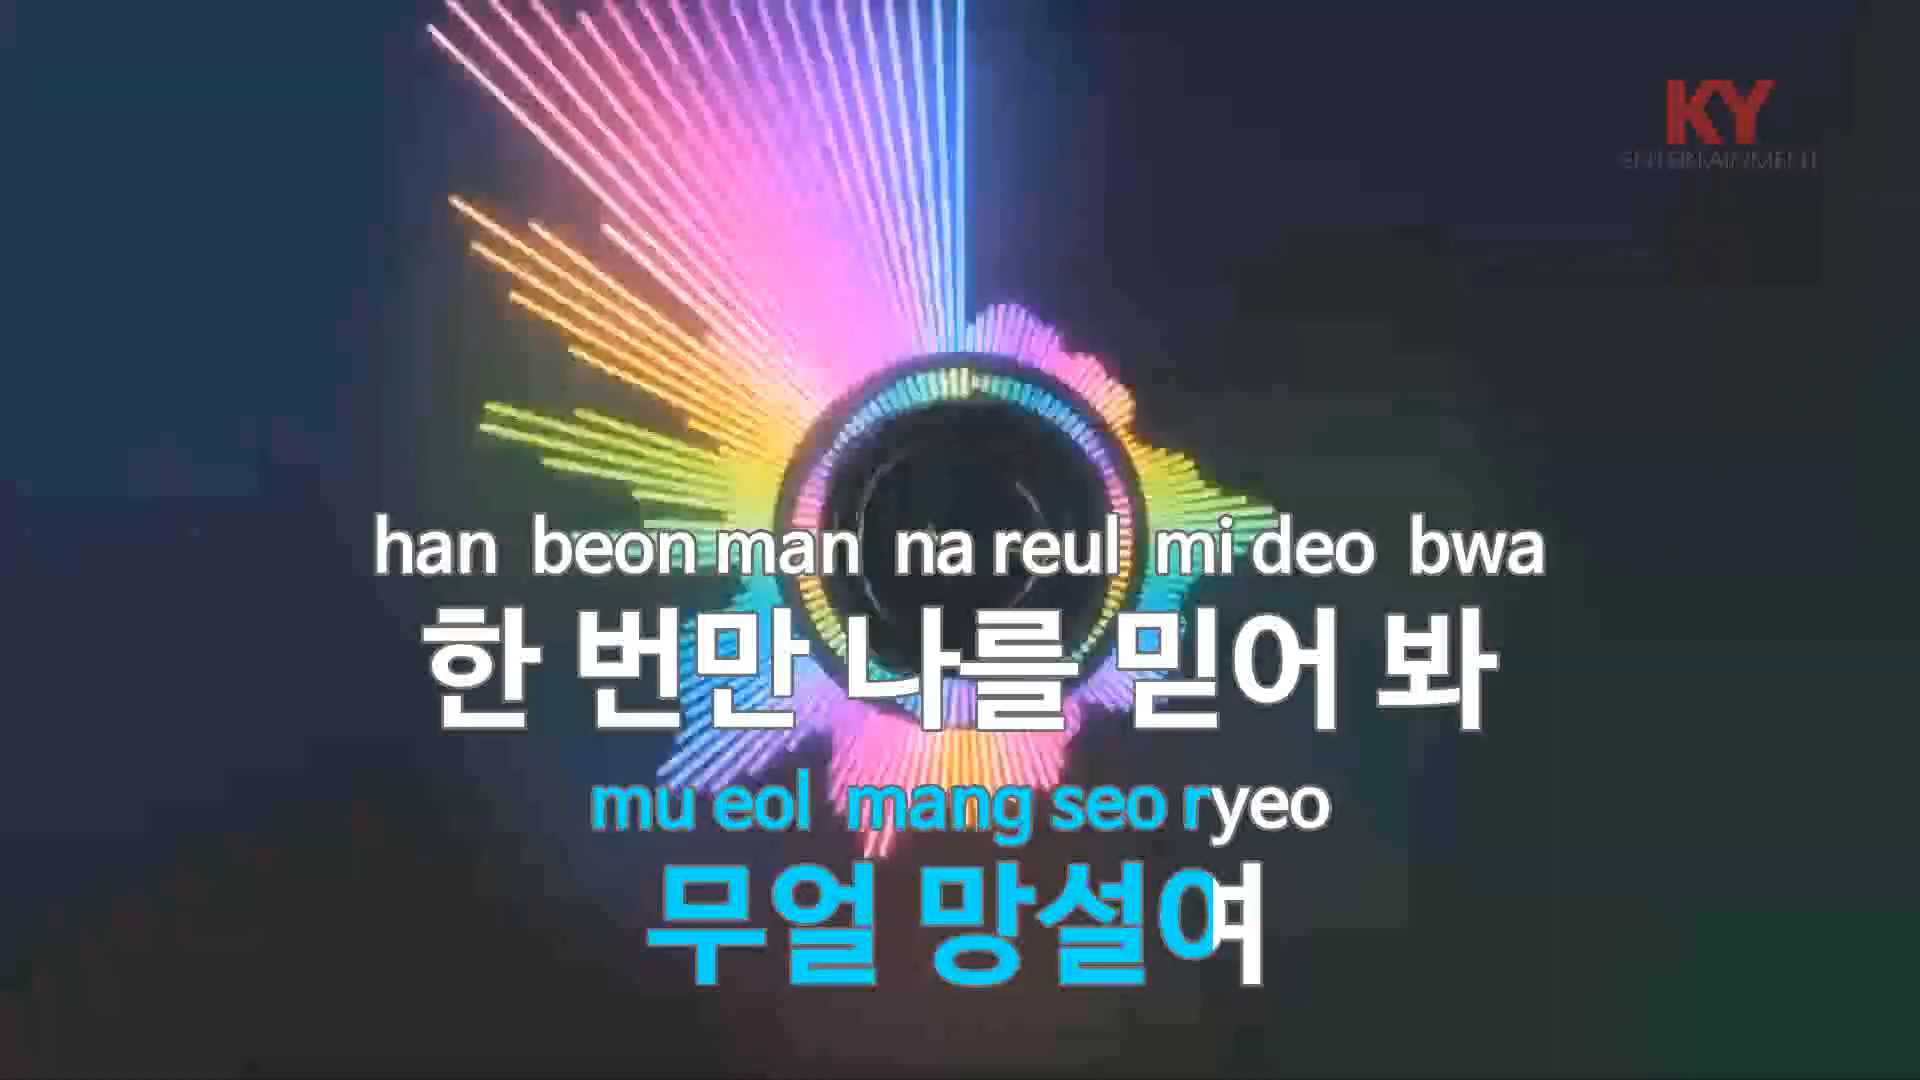 KY
ENTERTAINMENT
han beon man na reul mi deo bwa
한 번만 나를 믿어 봐
mu eol mang seo ryeo
무얼 망설여